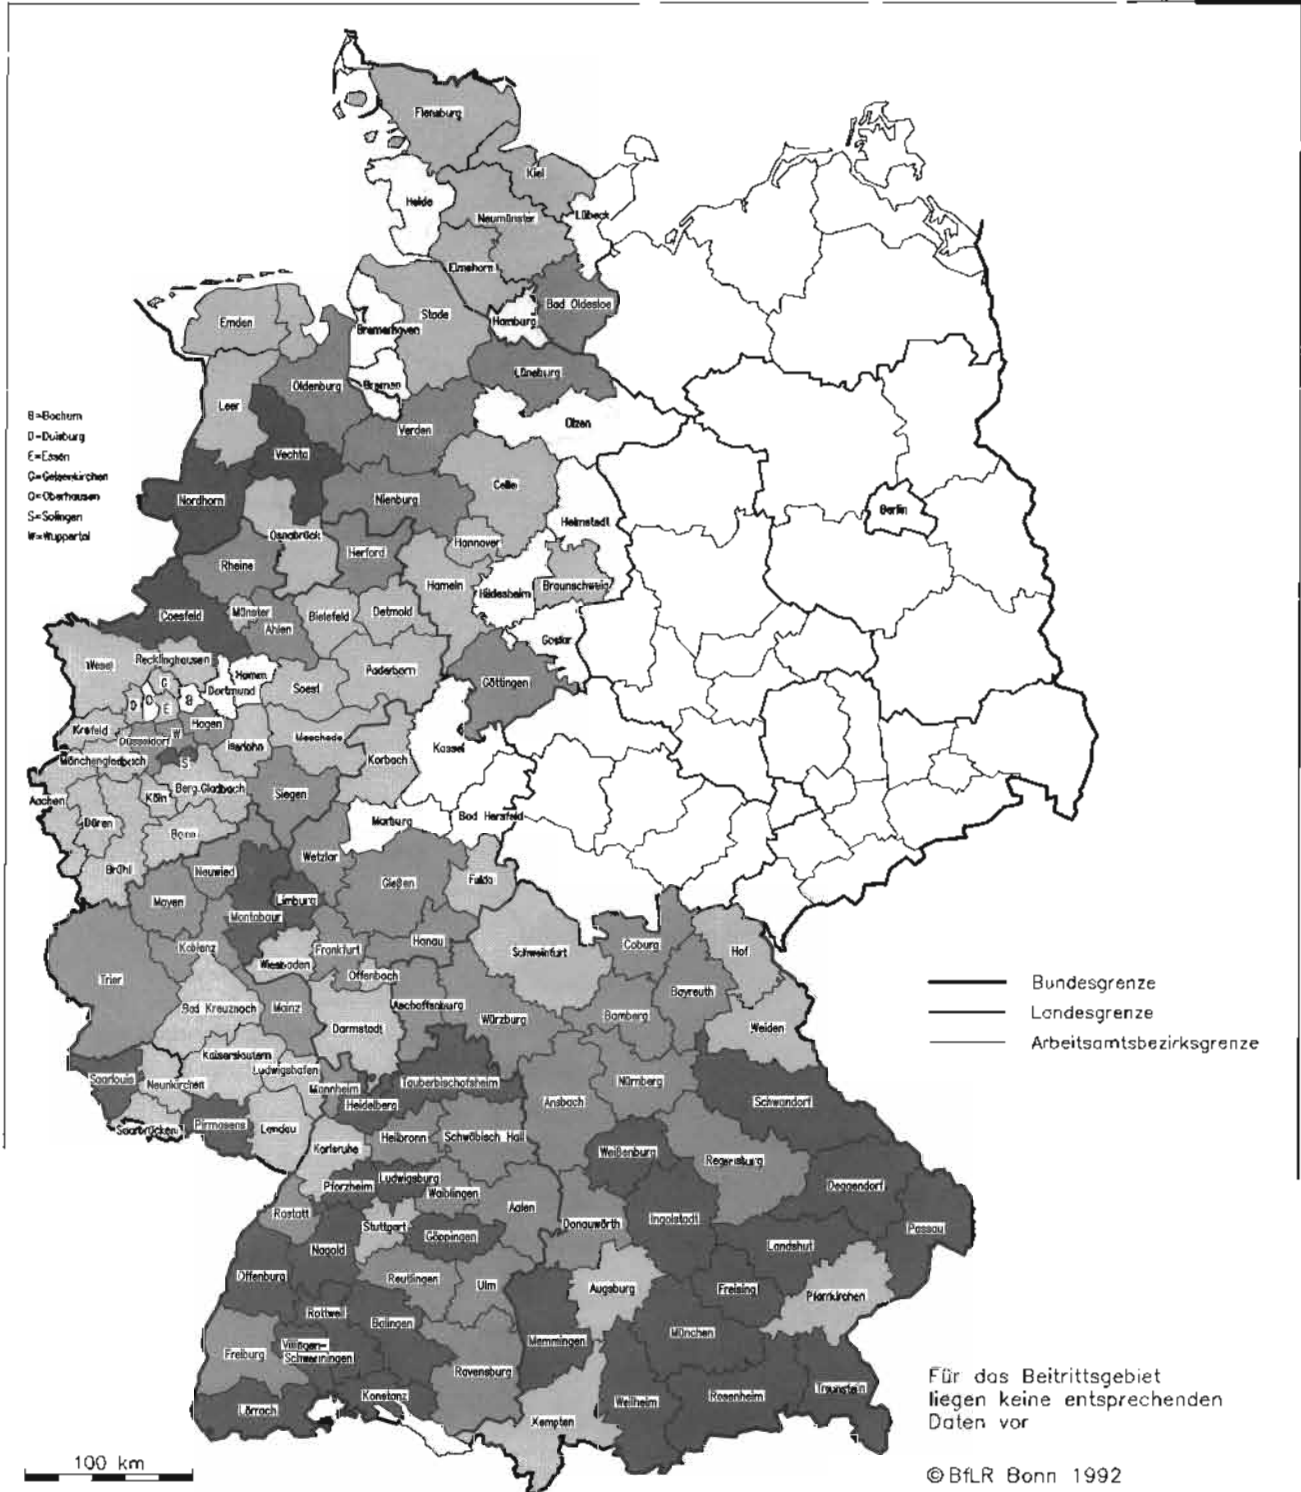 Flensburg
Kiel
Heide
Neumünster
Lübeck
Elmshorn
Bad Oldesloe
Emden
Stade
Hamburg
Bremerhaven
Lüneburg
Oldenburg
Bremen
Leer
B=Bochum
D=Duisburg
E=Essen
G=Gelsenkirchen
O=Oberhausen
S=Solingen
W=Wuppertal
Verden
Ülzen
Vechta
Celle
Nordhorn
Nienburg
Berlin
Helmstedt
Osnabrück
Hannover
Rheine
Herford
Hameln
Hildesheim
Braunschweig
Coesfeld
Münster
Ahlen
Bielefeld
Detmold
Goslar
Wesel
Recklinghausen
Hamm
Paderborn
Göttingen
G
Dortmund
Soest
D
O
E
B
Krefeld
Hagen
Düsseldorf
W
Iserlohn
Meschede
Kassel
Mönchengladbach
S
Korbach
Aachen
Köln
Berg.Gladbach
Siegen
Düren
Bonn
Marburg
Bad Hersfeld
Brühl
Neuwied
Wetzlar
Gießen
Fulda
Mayen
Limburg
Montabaur
Koblenz
Frankfurt
Hanau
Schweinfurt
Coburg
Hof
Trier
Wiesbaden
Offenbach
Bayreuth
Bad Kreuznach
Mainz
Aschaffenburg
Würzburg
Bamberg
Darmstadt
Weiden
Bundesgrenze
Landesgrenze
Arbeitsamtsbezirksgrenze
Kaiserslautern
Saarlouis
Neunkirchen
Ludwigshafen
Mannheim
Tauberbischofsheim
Nürnberg
Heidelberg
Ansbach
Schwandorf
Saarbrücken
Pirmasens
Landau
Karlsruhe
Heilbronn
Schwäbisch Hall
Weißenburg
Regensburg
Pforzheim
Ludwigsburg
Waiblingen
Deggendorf
Rastatt
Stuttgart
Aalen
Donauwörth
Ingolstadt
Passau
Nagold
Göppingen
Landshut
Offenburg
Reutlingen
Ulm
Augsburg
Freising
Pfarrkirchen
Rottweil
Balingen
München
Freiburg
Villingen-
Schwenningen
Memmingen
Ravensburg
Konstanz
Lörrach
Kempten
Weilheim
Rosenheim
Traunstein
Für das Beitrittsgebiet
liegen keine entsprechenden
Daten vor
100 km
© BfLR Bonn 1992